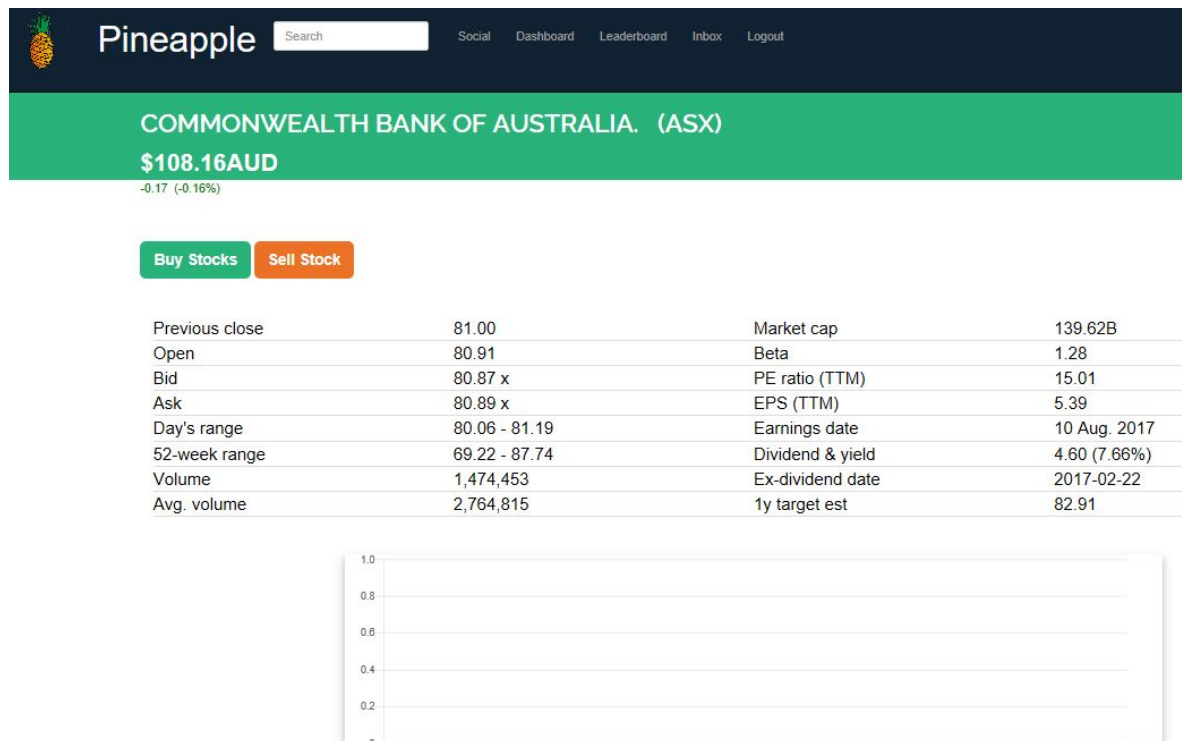 Pineapple Search Social Dashboard Leaderboard Inbox Logout
COMMONWEALTH BANK OF AUSTRALIA. (ASX)
$108.16AUD
-0.17 (-0.16%)
Buy Stocks Sell Stock
Previous close 81.00 Market cap 139.62B
Open 80.91 Beta 1.28
Bid 80.87 x PE ratio (TTM) 15.01
Ask 80.89 x EPS (TTM) 5.39
Day's range 80.06 - 81.19 Earnings date 10 Aug. 2017
52-week range 69.22 - 87.74 Dividend & yield 4.60 (7.66%)
Volume 1,474,453 Ex-dividend date 2017-02-22
Avg. volume 2,764,815 1y target est 82.91
1.0
0.8
0.6
0.4
0.2